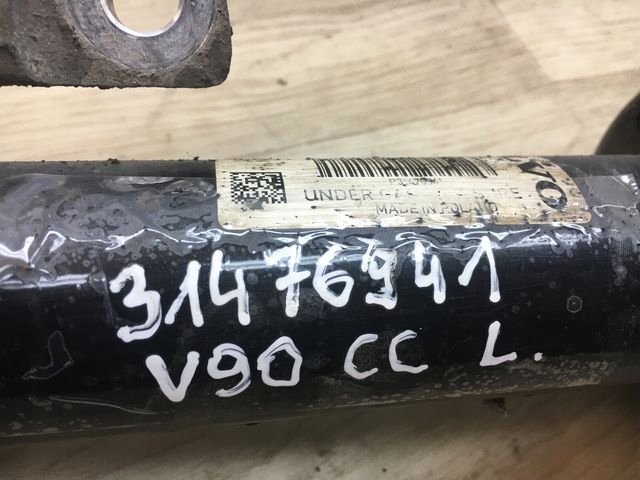 UNDER
MADE IN POLAND
31476941
V90 CC L.